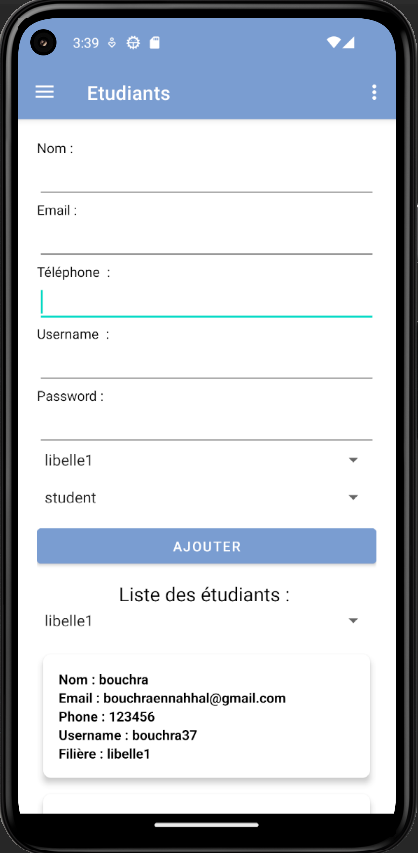 3:39
Etudiants
Nom :
Email :
Téléphone  :
Username  :
Password :
libelle1
student
AJOUTER
Liste des étudiants :
libelle1
Nom : bouchra
Email : bouchraennahhal@gmail.com
Phone : 123456
Username : bouchra37
Filière : libelle1